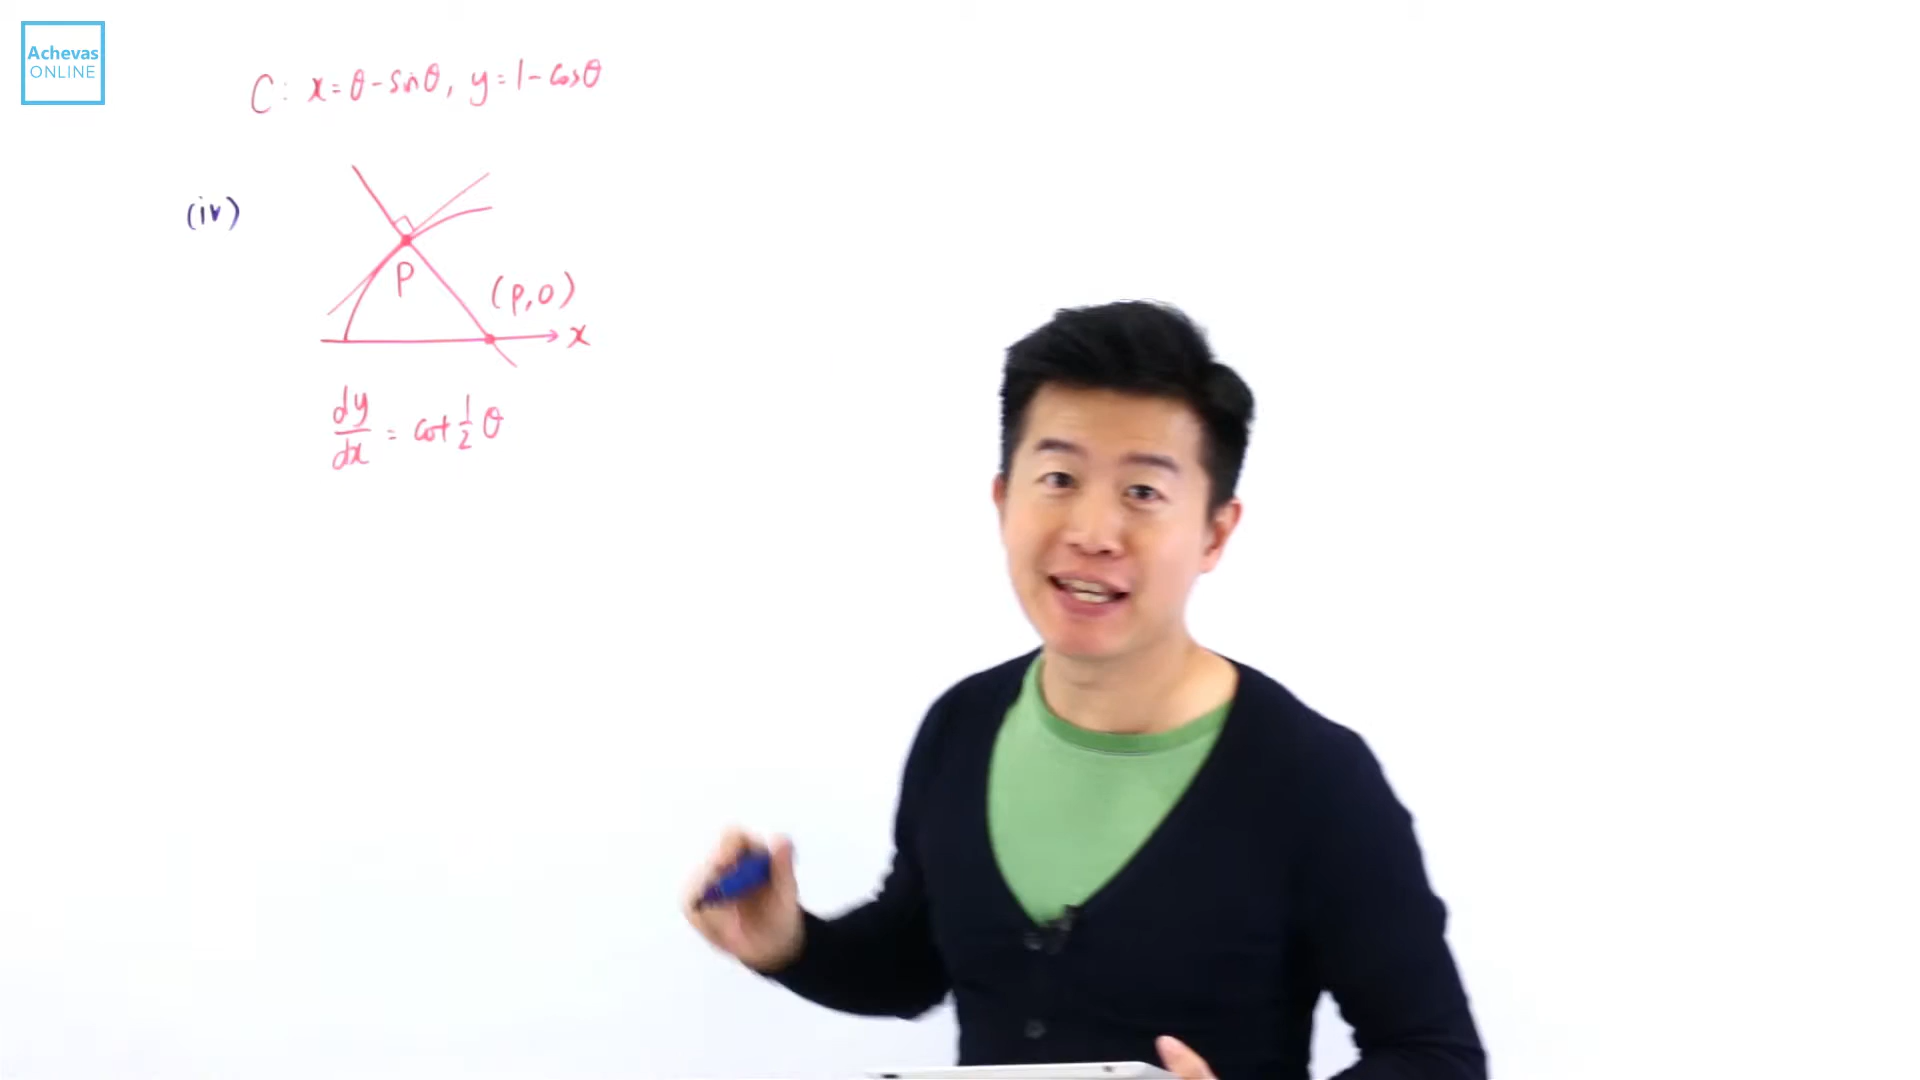 Achevas
ONLINE
C: x = θ - sinθ, y = 1 - cosθ
(iv)
P
(p, 0)
x
dy/dx = cot 1/2 θ